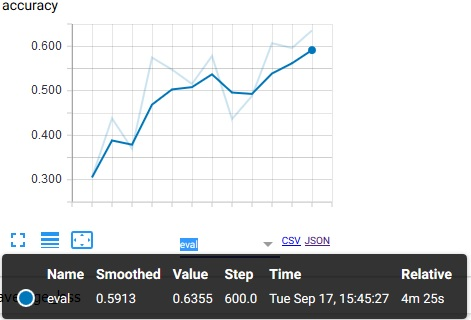 accuracy
0.600
0.500
0.400
0.300
eval
CSV JSON
Name Smoothed Value Step Time Relative
eval 0.5913 0.6355 600.0 Tue Sep 17, 15:45:27 4m 25s